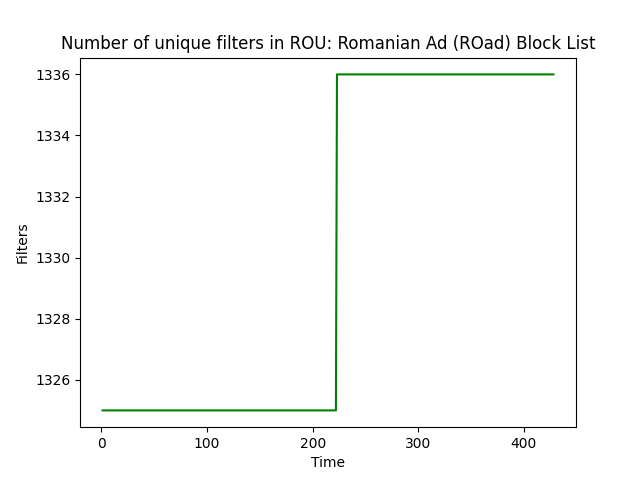 Number of unique filters in ROU: Romanian Ad (ROad) Block List
1336
1334
1332
1330
1328
1326
Filters
0 100 200 300 400
Time